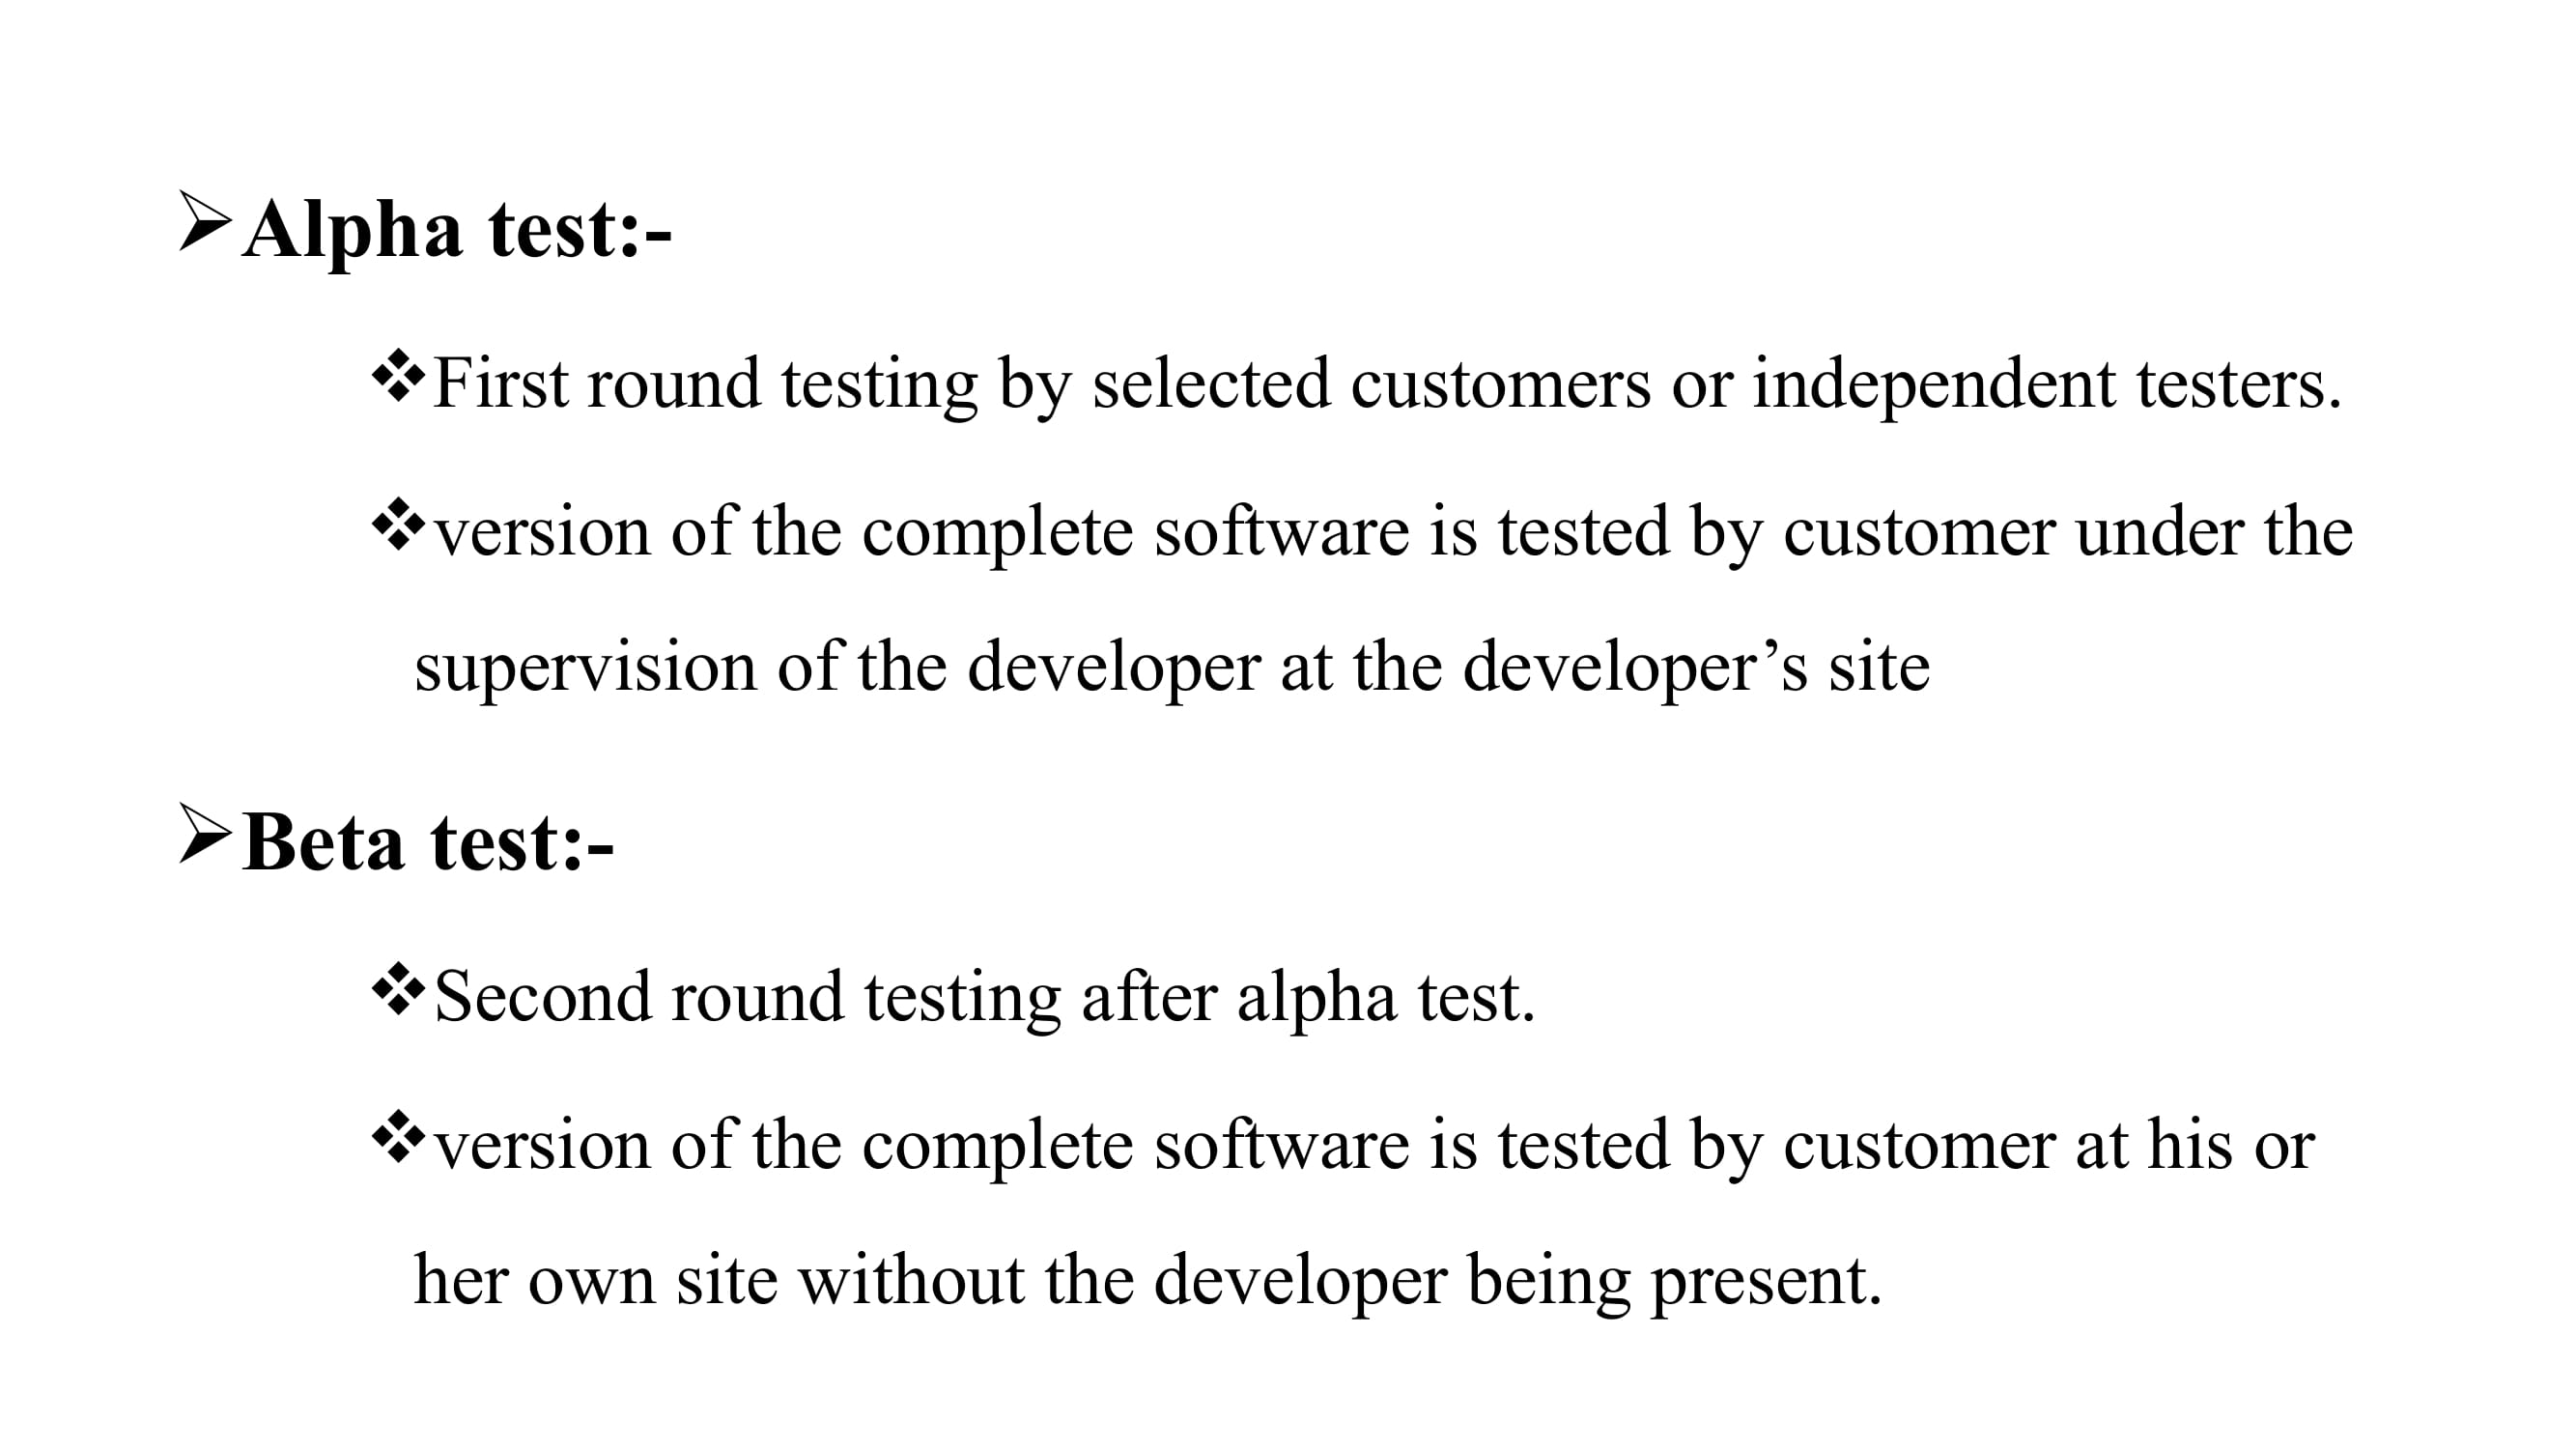 ➢Alpha test:-
❖First round testing by selected customers or independent testers.
❖version of the complete software is tested by customer under the
supervision of the developer at the developer’s site
➢Beta test:-
❖Second round testing after alpha test.
❖version of the complete software is tested by customer at his or
her own site without the developer being present.